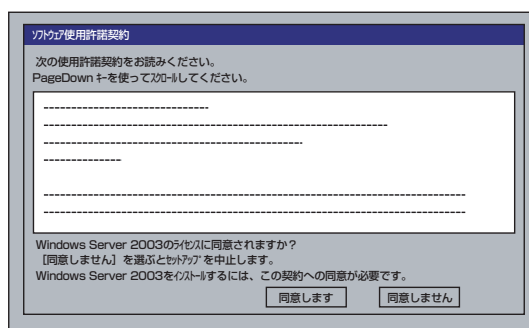 ソフトウェア使用許諾契約
次の使用許諾契約をお読みください。
PageDown キーを使ってスクロールしてください。
Windows Server 2003のライセンスに同意されますか？
［同意しません］を選ぶとセットアップを中止します。
Windows Server 2003をインストールするには、この契約への同意が必要です。
同意します
同意しません